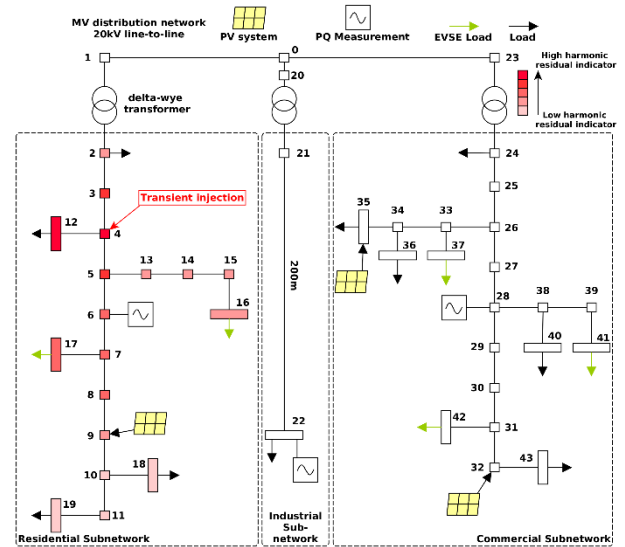 MV distribution network
20kV line-to-line
PV system
PQ Measurement
EVSE Load
Load
1
0
23
20
High harmonic
residual indicator
Low harmonic
residual indicator
delta-wye
transformer
2
21
24
3
25
Transient injection
12
4
35
34
33
26
36
37
5
13
14
15
200m
27
16
6
28
38
39
17
7
29
40
41
8
30
9
22
42
31
10
18
32
43
19
11
Residential Subnetwork
Industrial
Sub-
network
Commercial Subnetwork